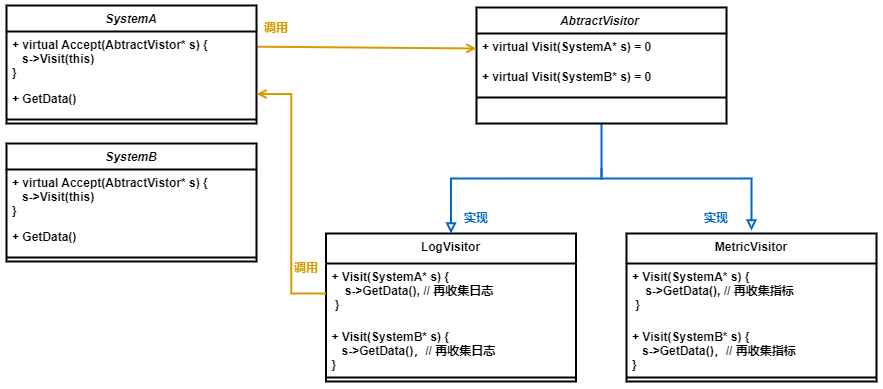 SystemA
+ virtual Accept(AbtractVistor* s) {
s->Visit(this)
}
+ GetData()
调用
AbtractVisitor
+ virtual Visit(SystemA* s) = 0
+ virtual Visit(SystemB* s) = 0
SystemB
+ virtual Accept(AbtractVistor* s) {
s->Visit(this)
}
+ GetData()
调用
实现
实现
LogVisitor
+ Visit(SystemA* s) {
s->GetData(), // 再收集日志
}
+ Visit(SystemB* s) {
s->GetData(),  // 再收集日志
}
MetricVisitor
+ Visit(SystemA* s) {
s->GetData(), // 再收集指标
}
+ Visit(SystemB* s) {
s->GetData(),  // 再收集指标
}